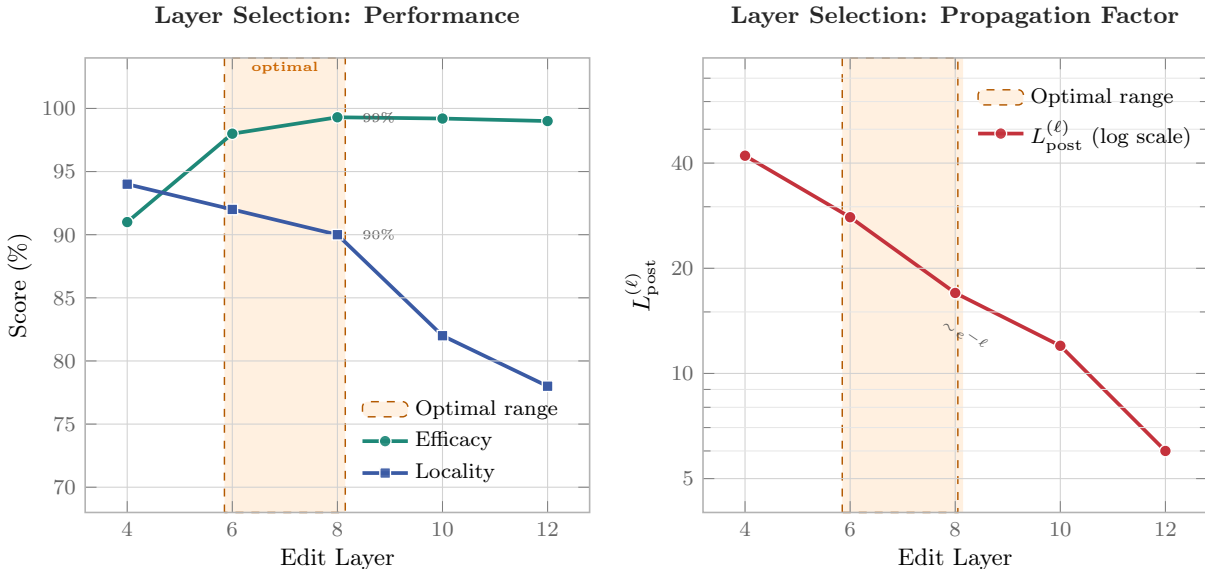 Layer Selection: Performance
optimal
100
95
90
85
80
75
70
99%
90%
Score (%)
Optimal range
Efficacy
Locality
4 6 8 10 12
Edit Layer
Layer Selection: Propagation Factor
Optimal range
L_post^(ℓ) (log scale)
40
20
10
5
L_post^(ℓ)
~e^−ℓ
4 6 8 10 12
Edit Layer